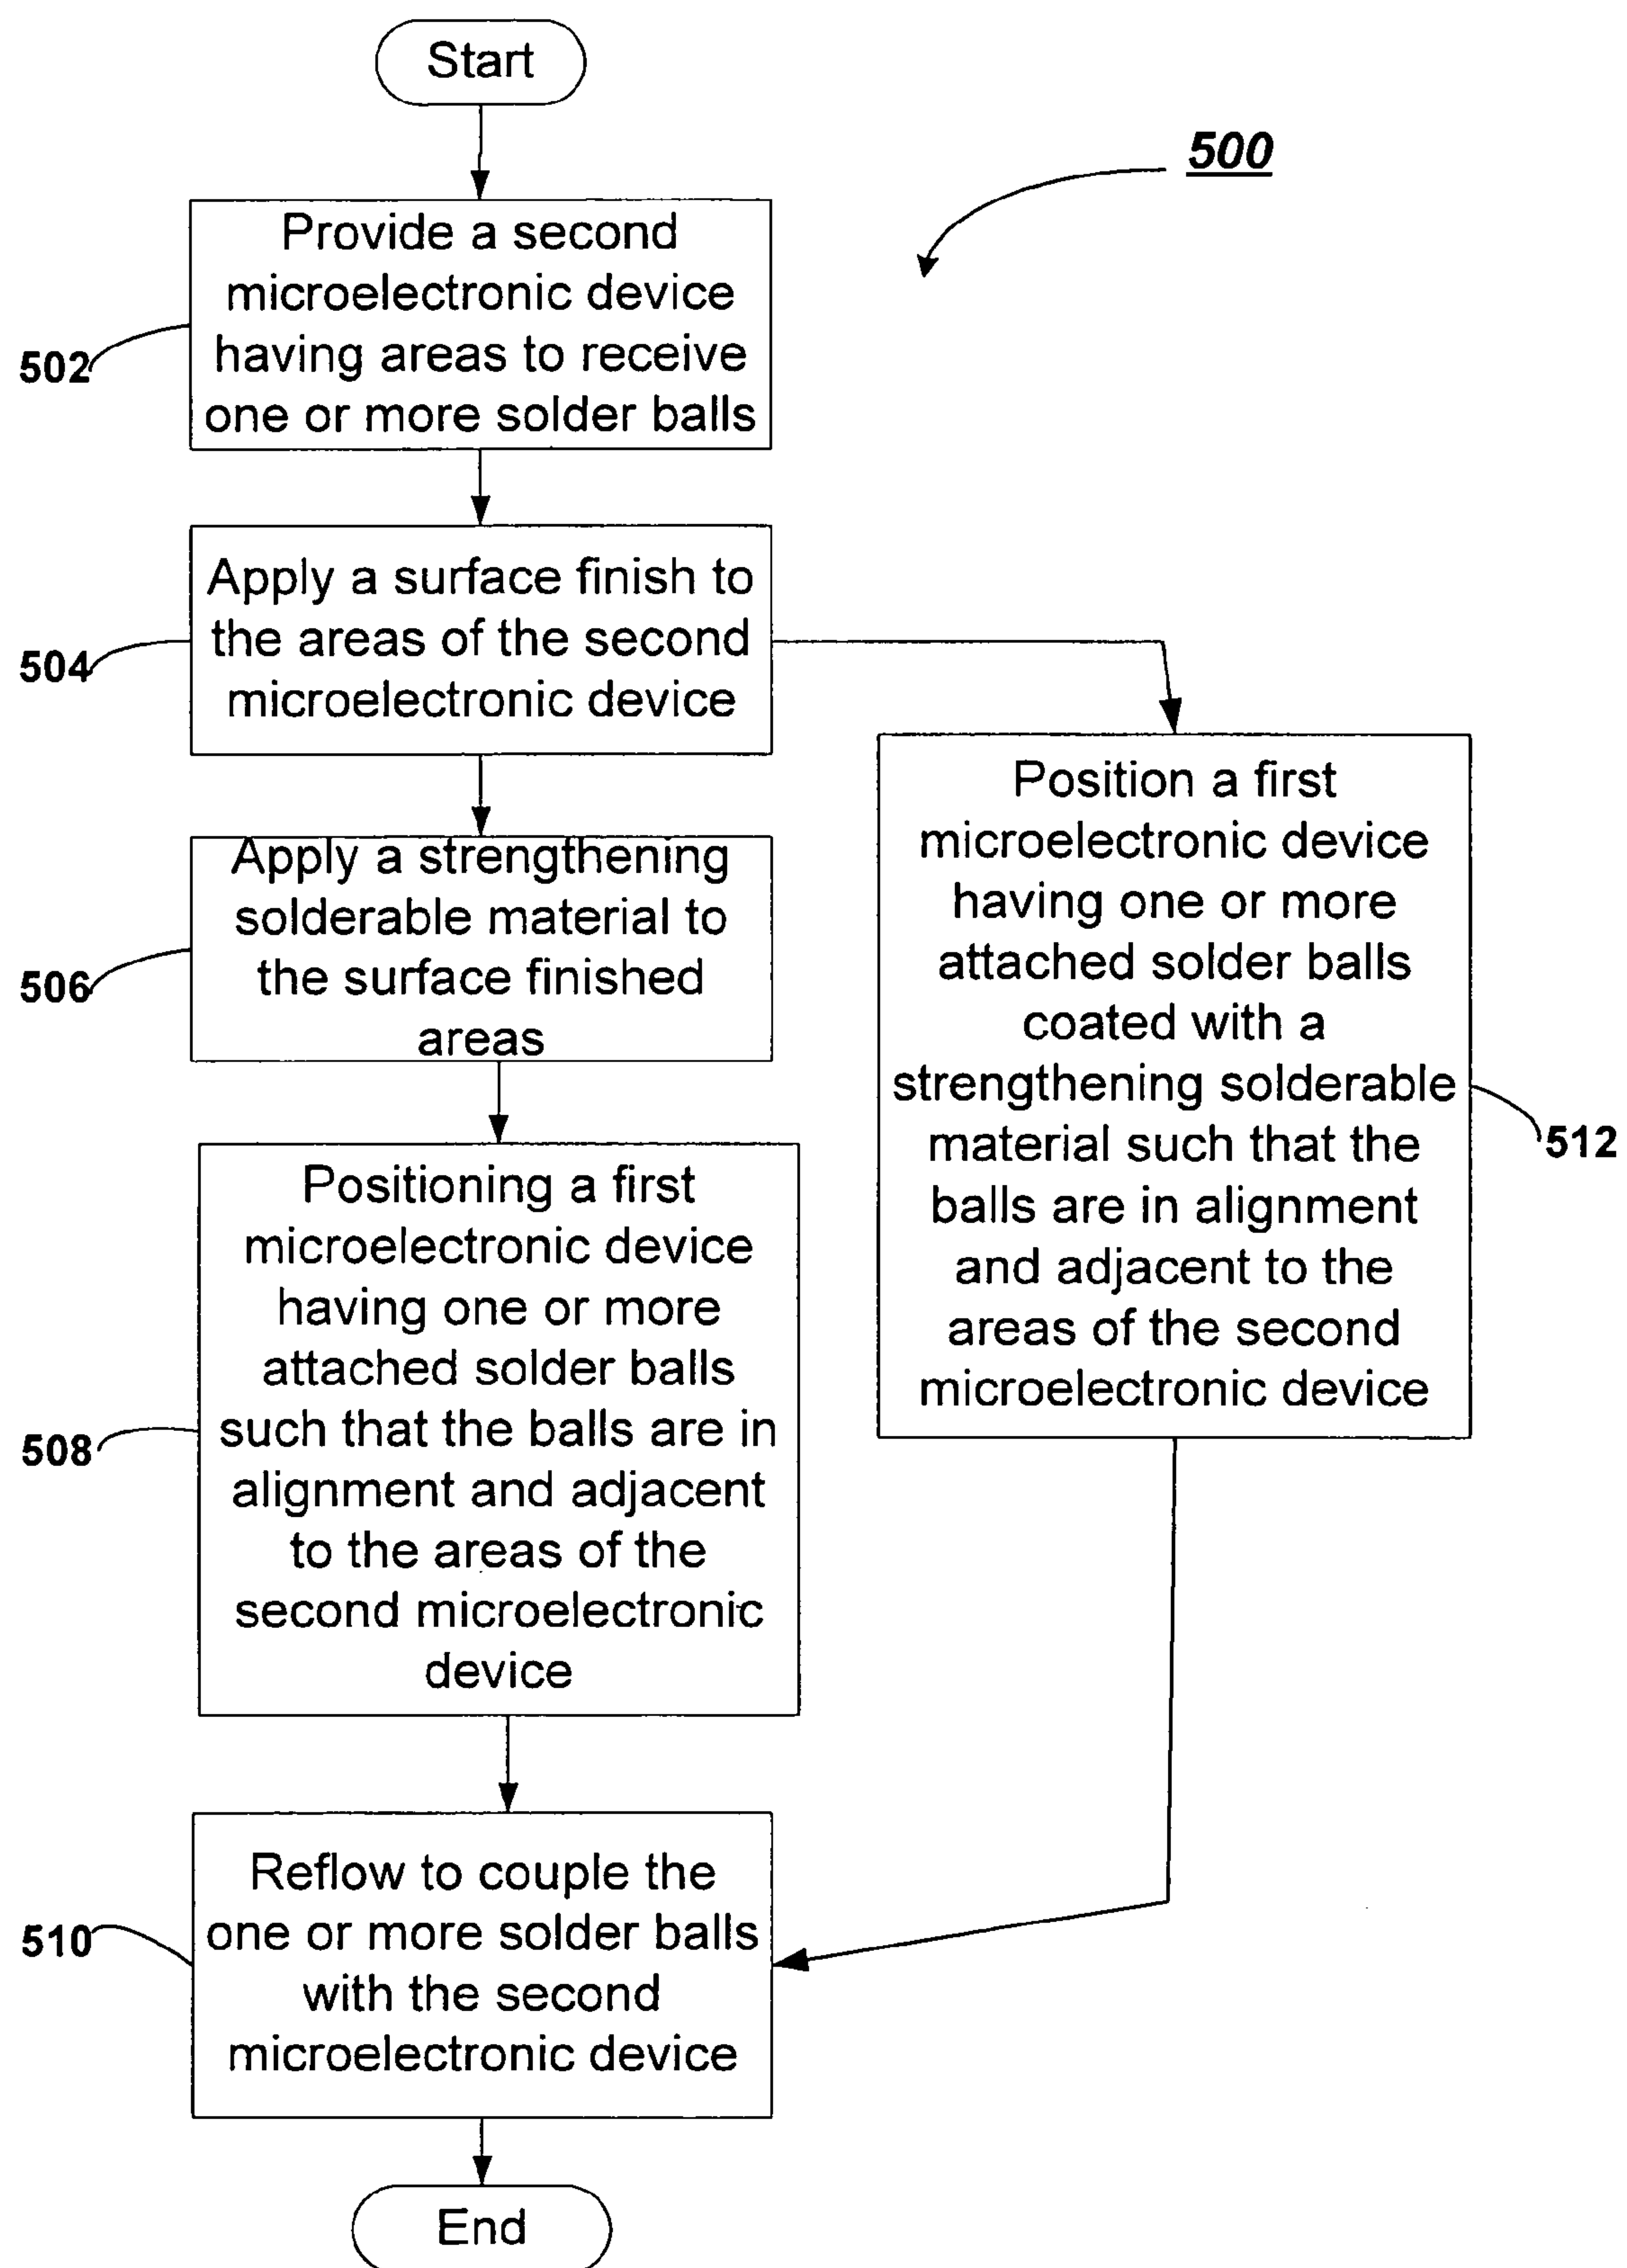 Start
500
Provide a second
microelectronic device
having areas to receive
one or more solder balls
502
Apply a surface finish to
the areas of the second
microelectronic device
504
Apply a strengthening
solderable material to
the surface finished
areas
506
Position a first
microelectronic device
having one or more
attached solder balls
coated with a
strengthening solderable
material such that the
balls are in alignment
and adjacent to the
areas of the second
microelectronic device
512
Positioning a first
microelectronic device
having one or more
attached solder balls
such that the balls are in
alignment and adjacent
to the areas of the
second microelectronic
device
508
Reflow to couple the
one or more solder balls
with the second
microelectronic device
510
End